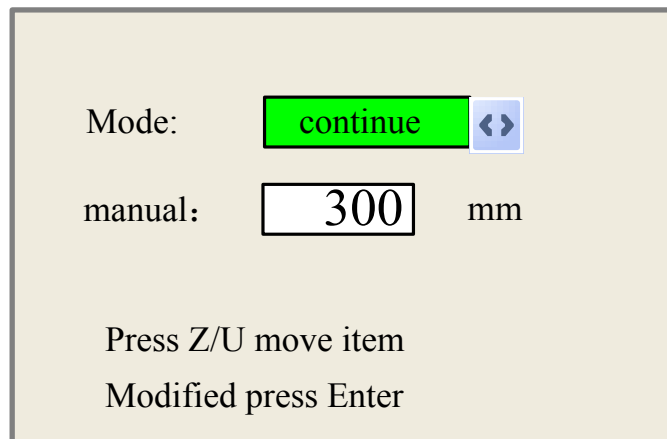 Mode: continue
manual： 300 mm
Press Z/U move item
Modified press Enter